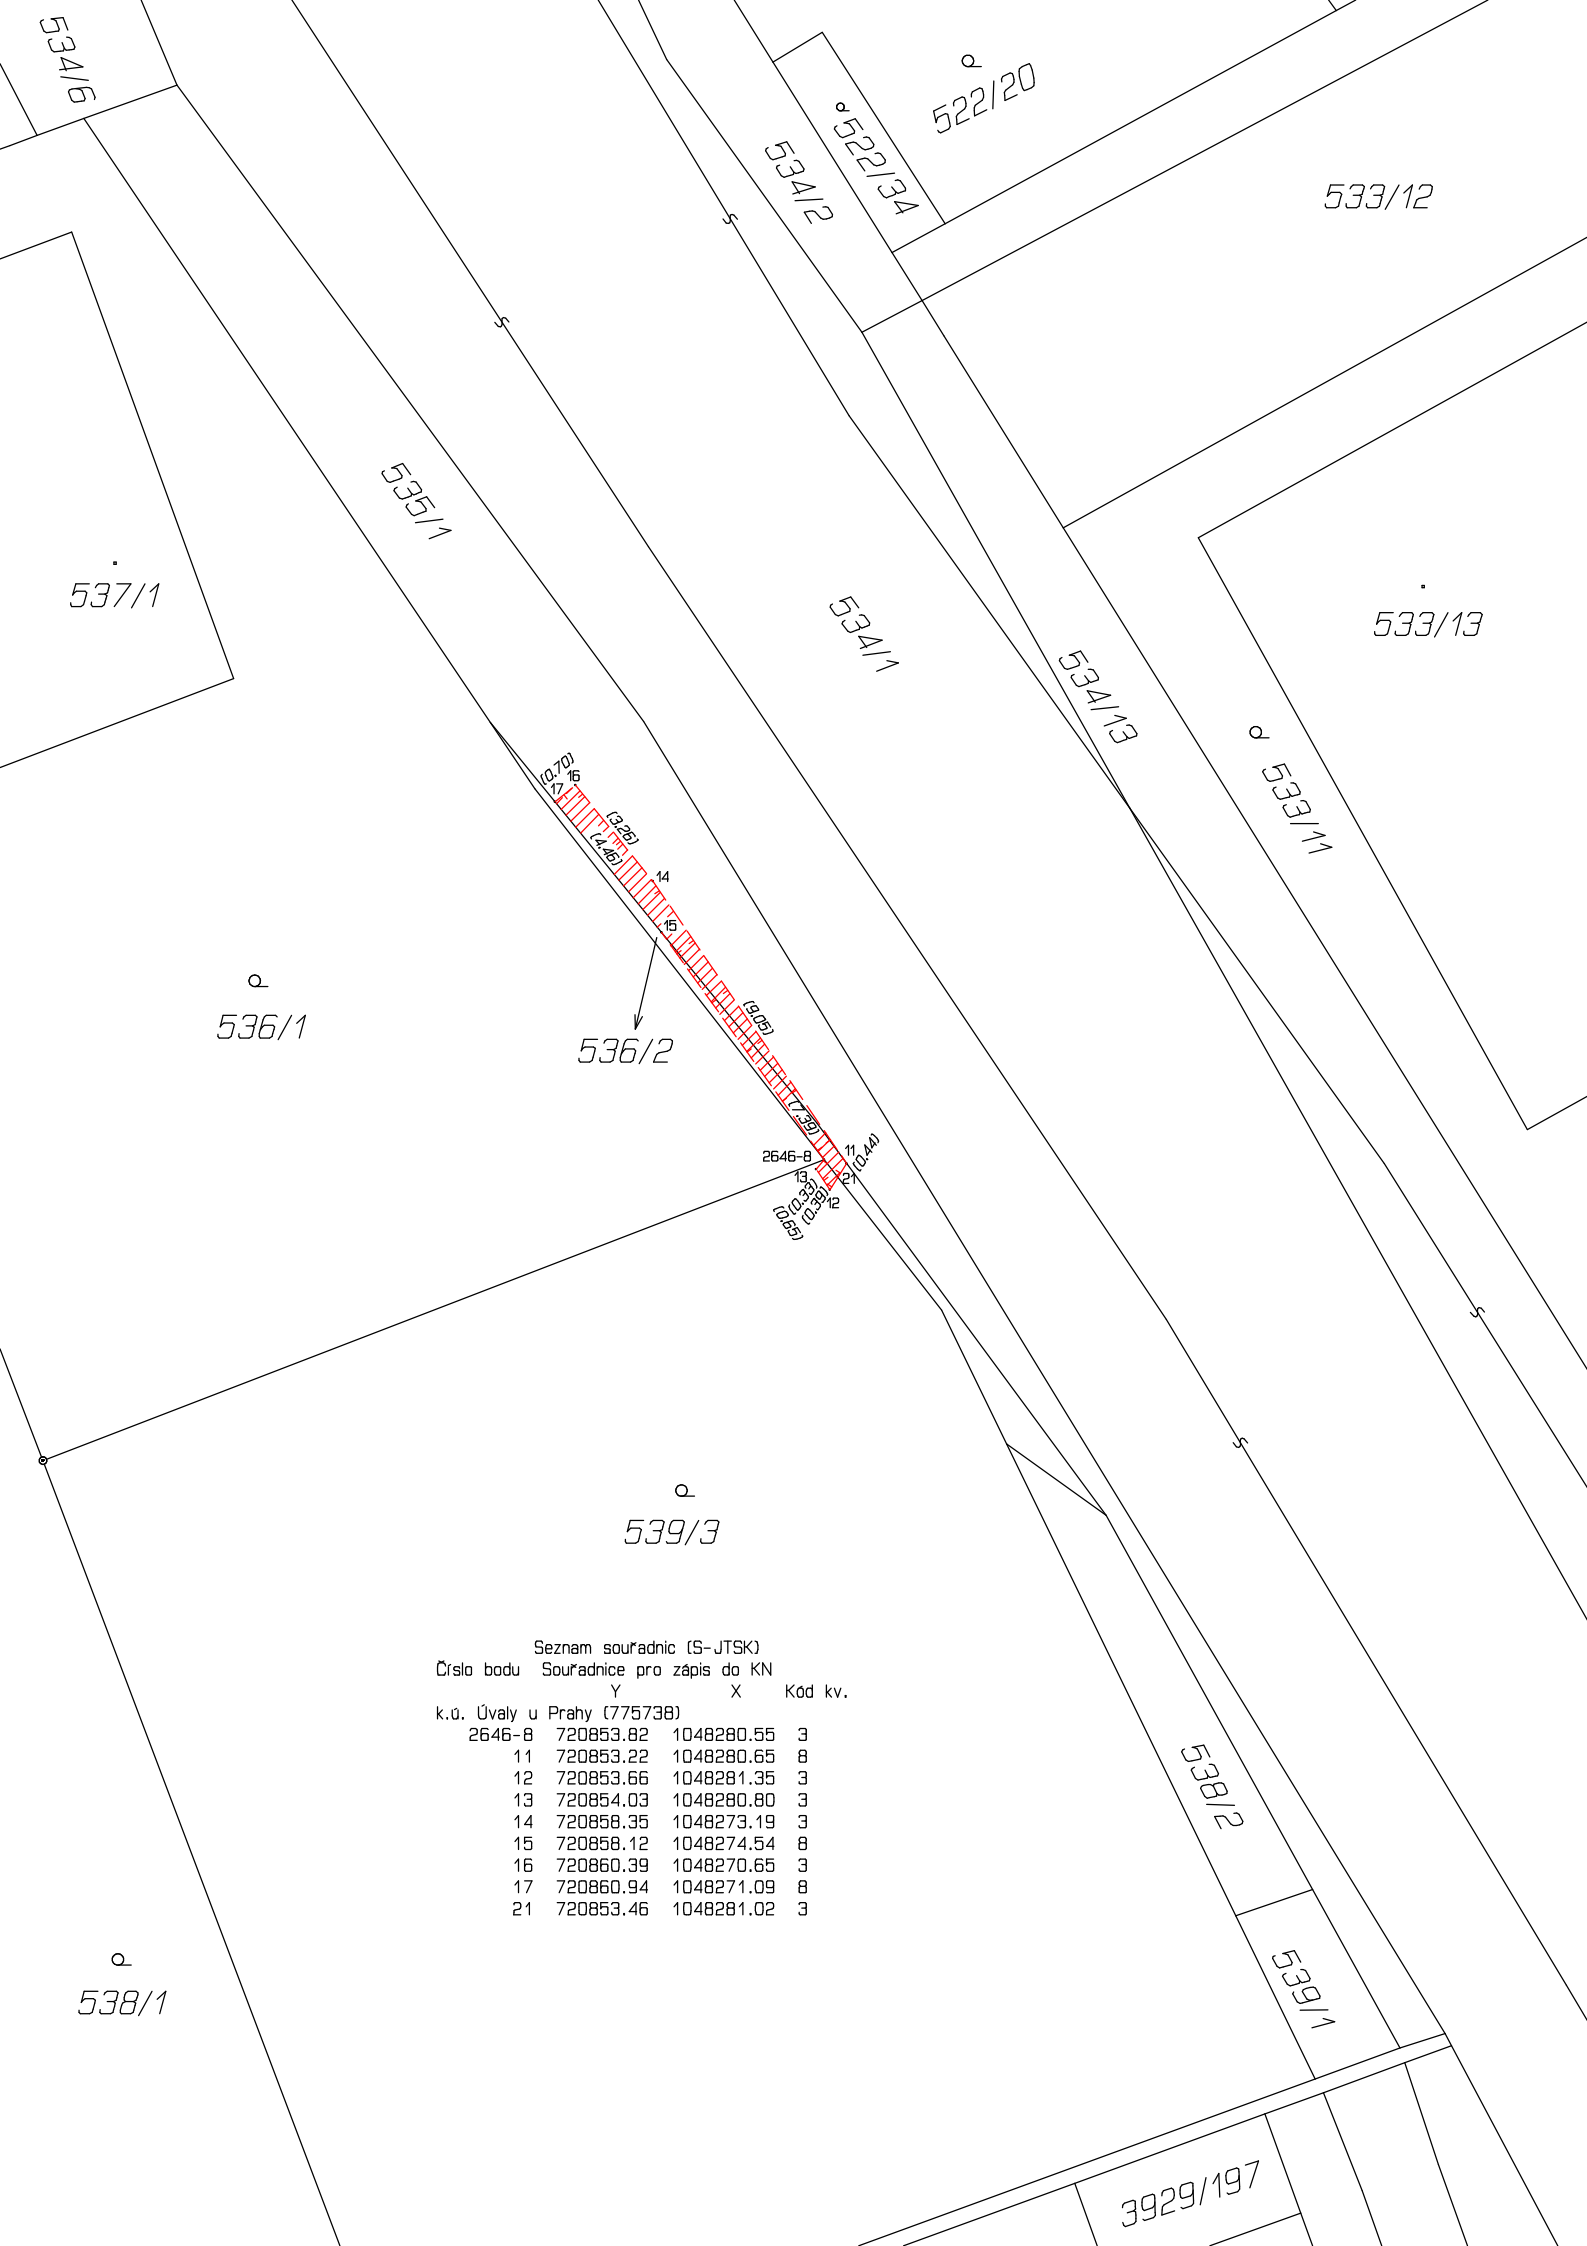 534/6
522/20
522/34
534/2
533/12
535/1
537/1
534/1
533/13
534/13
533/11
(0.70)
16
17
(3.26)
(4.46)
14
15
536/1
(9.05)
536/2
(7.39)
11
2646-8
(0.44)
13
21
(0.33)
(0.39)
12
(0.65)
539/3
Seznam souřadnic (S-JTSK)
Číslo bodu Souřadnice pro zápis do KN
Y X Kód kv.
k.ú. Úvaly u Prahy (775738)
2646-8 720853.82 1048280.55 3
11 720853.22 1048280.65 8
12 720853.66 1048281.35 3
13 720854.03 1048280.80 3
14 720858.35 1048273.19 3
15 720858.12 1048274.54 8
16 720860.39 1048270.65 3
17 720860.94 1048271.09 8
21 720853.46 1048281.02 3
538/2
539/1
538/1
3929/197